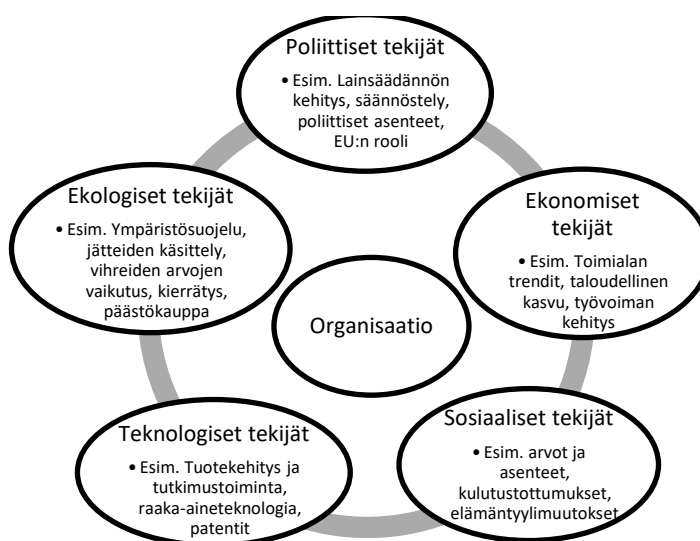 Poliittiset tekijät
• Esim. Lainsäädännön
kehitys, säännöstely,
poliittiset asenteet,
EU:n rooli
Ekonomiset
tekijät
• Esim. Toimialan
trendit, taloudellinen
kasvu, työvoiman
kehitys
Sosiaaliset tekijät
• Esim. arvot ja
asenteet,
kulutustottumukset,
elämäntyylimuutokset
Teknologiset tekijät
• Esim. Tuotekehitys ja
tutkimustoiminta,
raaka-aineteknologia,
patentit
Ekologiset tekijät
• Esim. Ympäristösuojelu,
jätteiden käsittely,
vihreiden arvojen
vaikutus, kierrätys,
päästökauppa
Organisaatio